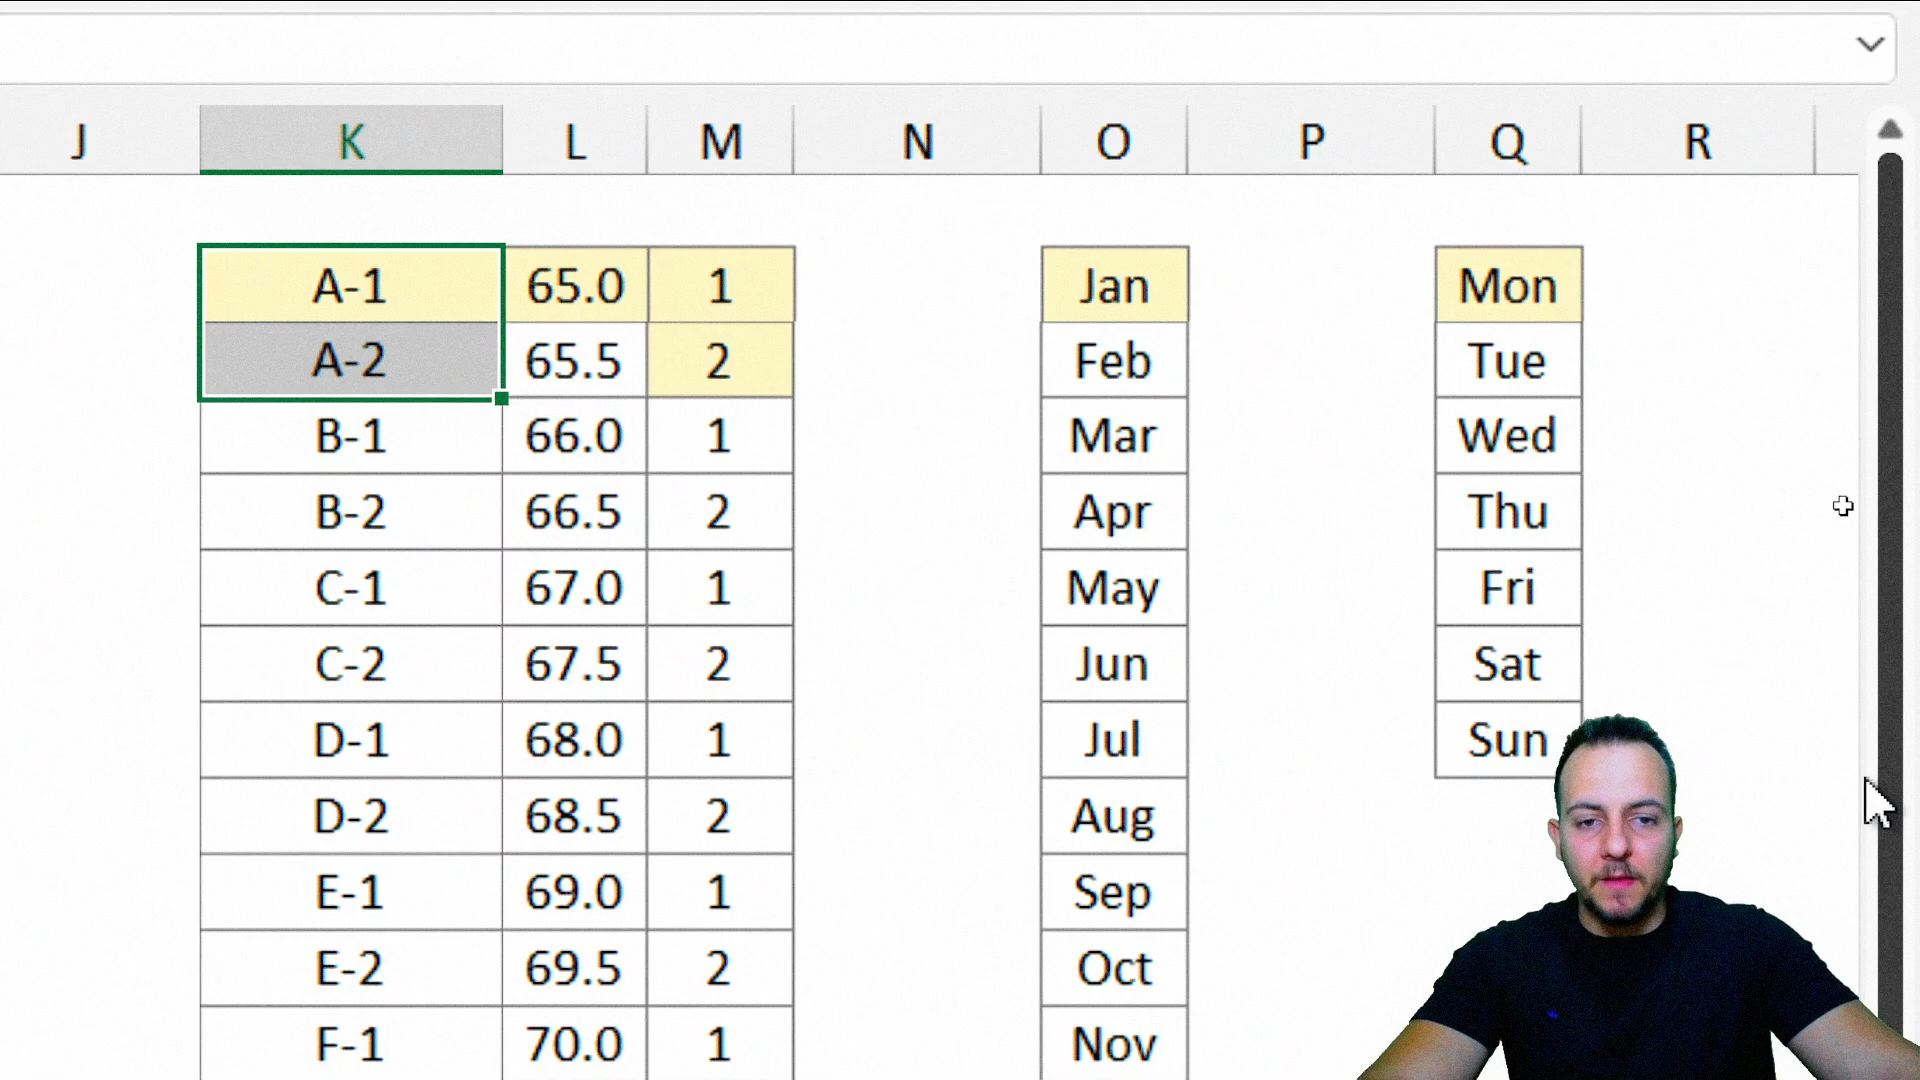 J K L M N O P Q R
A-1 65.0 1 Jan Mon
A-2 65.5 2 Feb Tue
B-1 66.0 1 Mar Wed
B-2 66.5 2 Apr Thu
C-1 67.0 1 May Fri
C-2 67.5 2 Jun Sat
D-1 68.0 1 Jul Sun
D-2 68.5 2 Aug
E-1 69.0 1 Sep
E-2 69.5 2 Oct
F-1 70.0 1 Nov